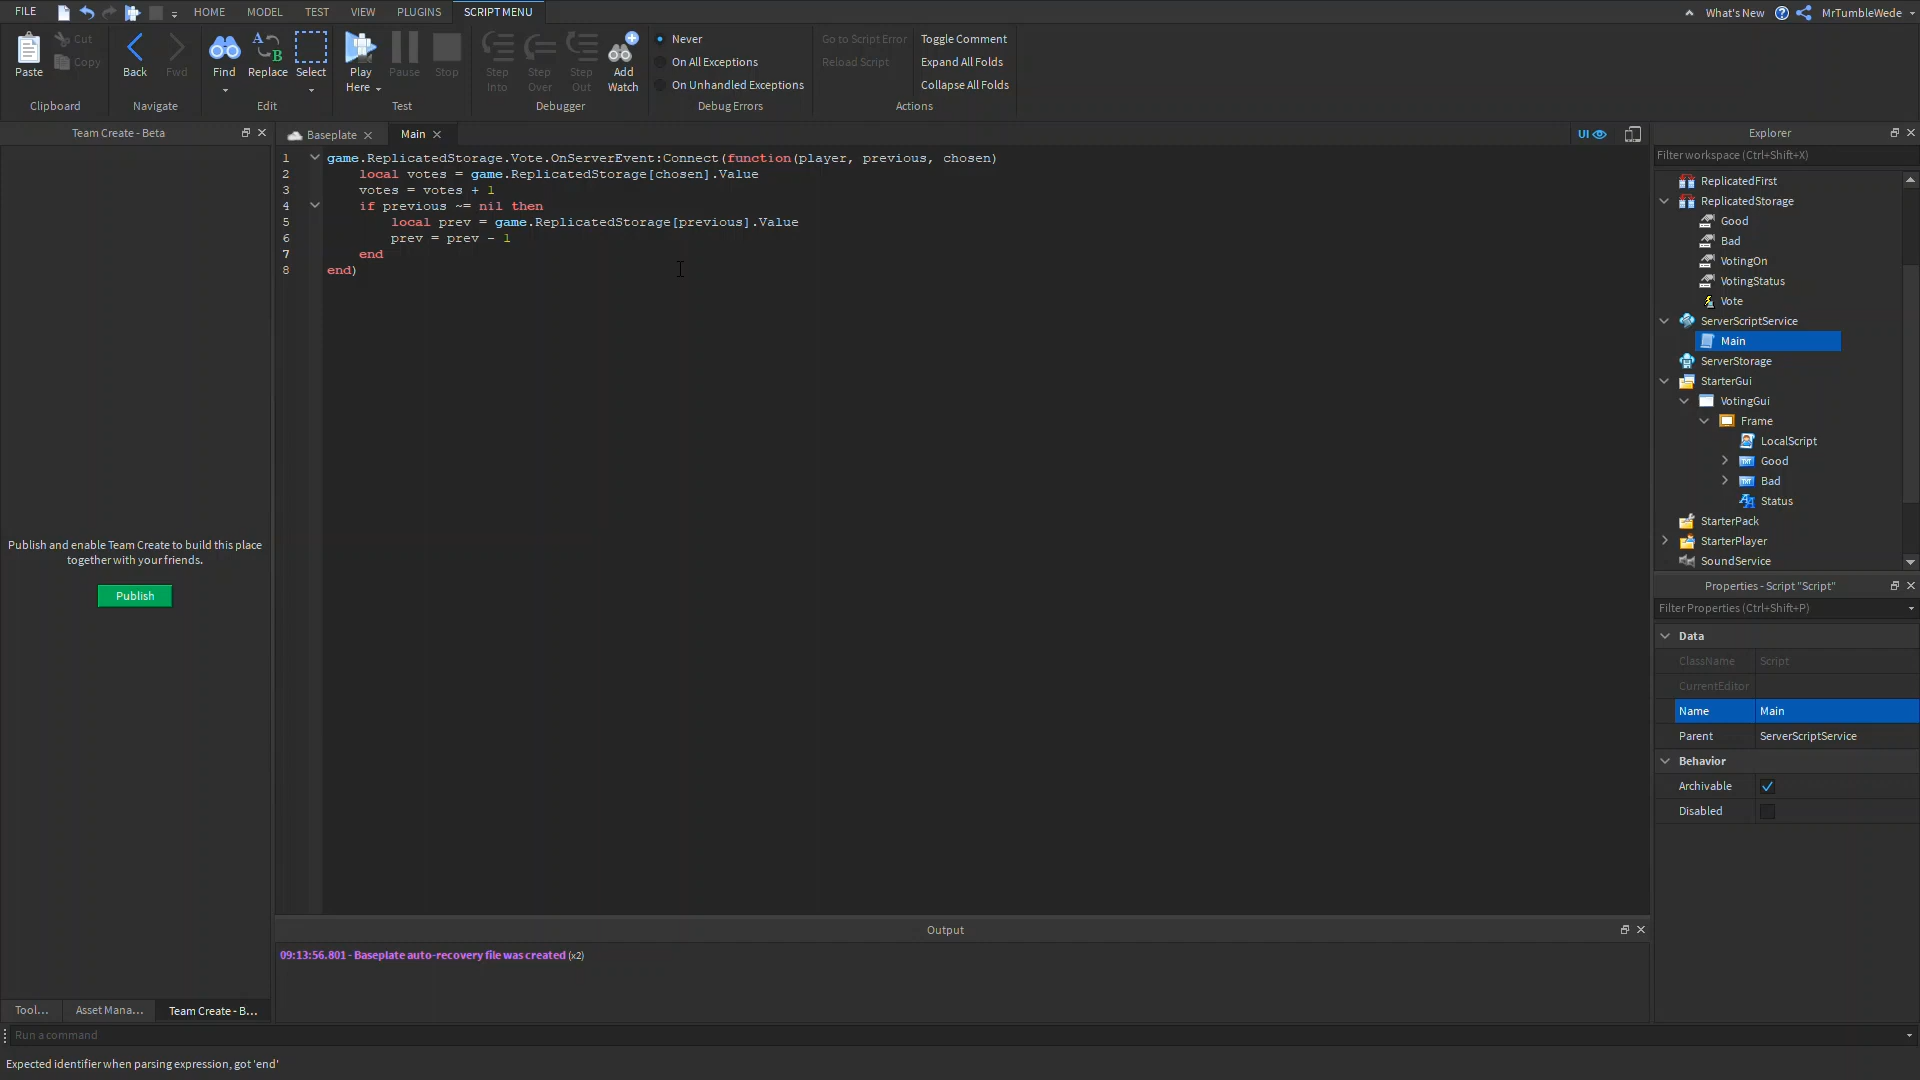 FILE HOME MODEL TEST VIEW PLUGINS SCRIPT MENU What's New MrTumbleWede
Paste Cut Copy Back Fwd Find Replace Select Play Here Pause Stop Step Into Step Over Step Out Add Watch Never On All Exceptions On Unhandled Exceptions Go to Script Error Reload Script Toggle Comment Expand All Folds Collapse All Folds
Clipboard Navigate Edit Test Debugger Debug Errors Actions
Team Create - Beta
Publish and enable Team Create to build this place
together with your friends.
Publish
Tool... Asset Mana... Team Create - B...
Baseplate Main UI
1 game.ReplicatedStorage.Vote.OnServerEvent:Connect(function(player, previous, chosen)
2 local votes = game.ReplicatedStorage[chosen].Value
3 votes = votes + 1
4 if previous ~= nil then
5 local prev = game.ReplicatedStorage[previous].Value
6 prev = prev - 1
7 end
8 end)
Output
09:13:56.801 - Baseplate auto-recovery file was created (x2)
Explorer
Filter workspace (Ctrl+Shift+X)
ReplicatedFirst
ReplicatedStorage
Good
Bad
VotingOn
VotingStatus
Vote
ServerScriptService
Main
ServerStorage
StarterGui
VotingGui
Frame
LocalScript
TXT Good
TXT Bad
Status
StarterPack
StarterPlayer
SoundService
Properties - Script "Script"
Filter Properties (Ctrl+Shift+P)
Data
ClassName Script
CurrentEditor
Name Main
Parent ServerScriptService
Behavior
Archivable
Disabled
Run a command
Expected identifier when parsing expression, got 'end'